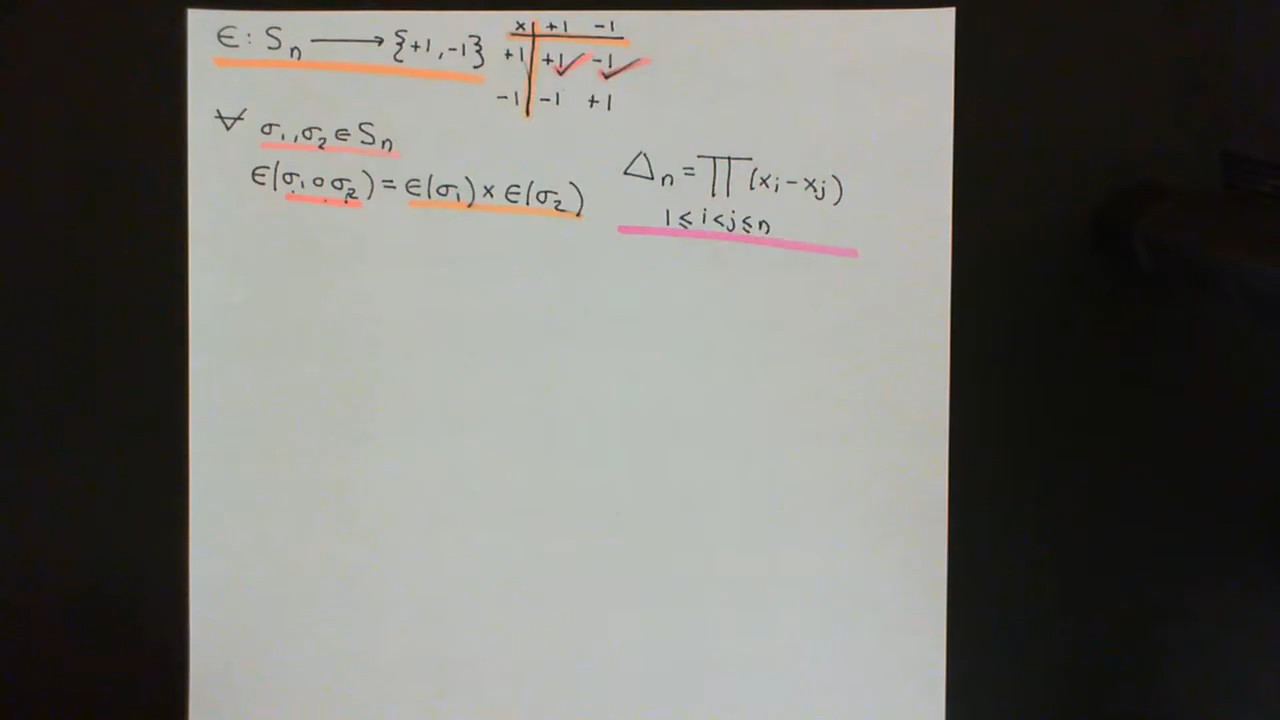 ∈: Sₙ ⟶ {+1, -1}
× +1 -1
+1 +1 ✓ -1 ✓
-1 -1 +1
∀ σ₁, σ₂ ∈ Sₙ
∈(σ₁ ∘ σ₂) = ∈(σ₁) × ∈(σ₂)
Δₙ = ∏ (xᵢ - xⱼ)
1 ≤ i < j ≤ n